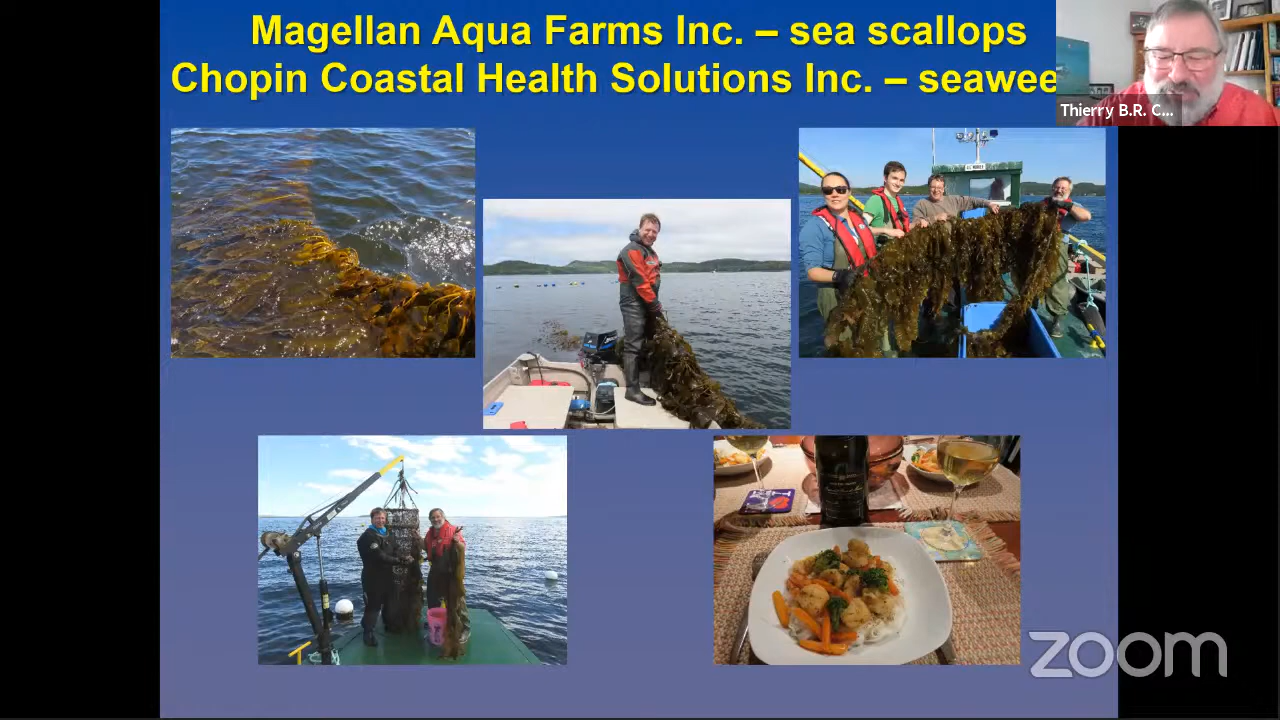 Magellan Aqua Farms Inc. – sea scallops
Chopin Coastal Health Solutions Inc. – seawee
Thierry B.R. C...
zoom